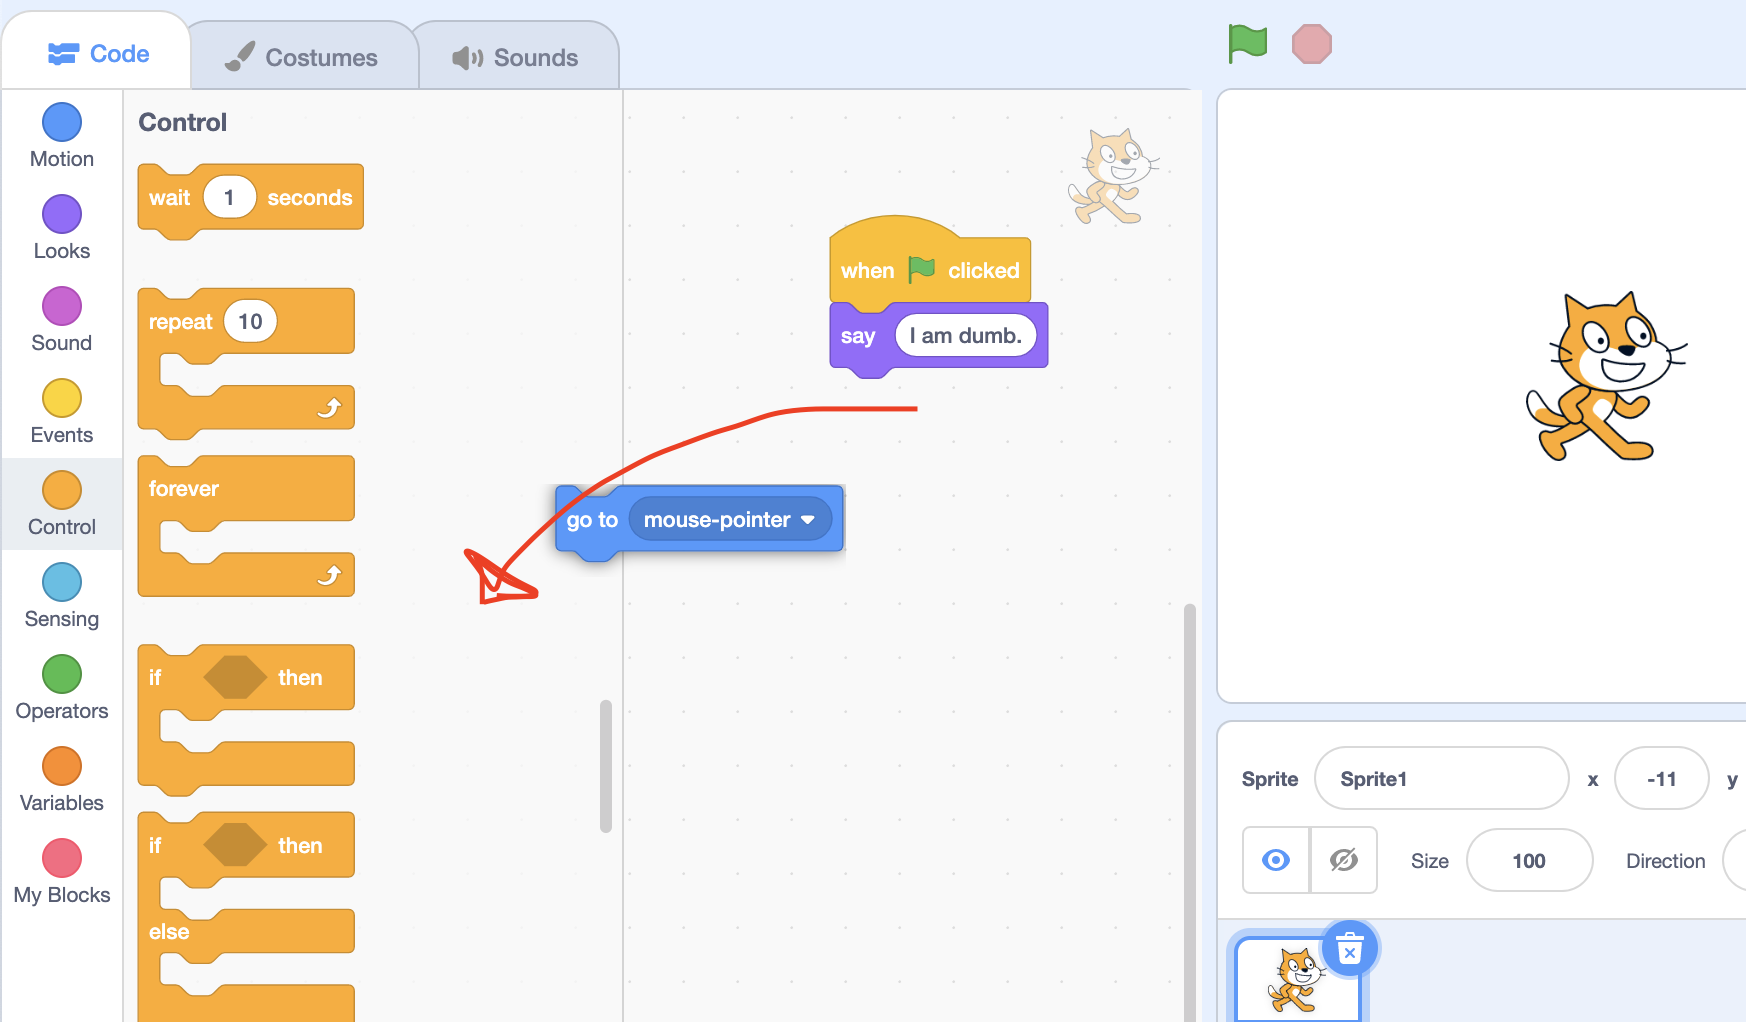 Code
Costumes
Sounds
Motion
Looks
Sound
Events
Control
Sensing
Operators
Variables
My Blocks
Control
wait 1 seconds
repeat 10
forever
if then
if then
else
when clicked
say I am dumb.
go to mouse-pointer
Sprite Sprite1 x -11 y
Size 100 Direction